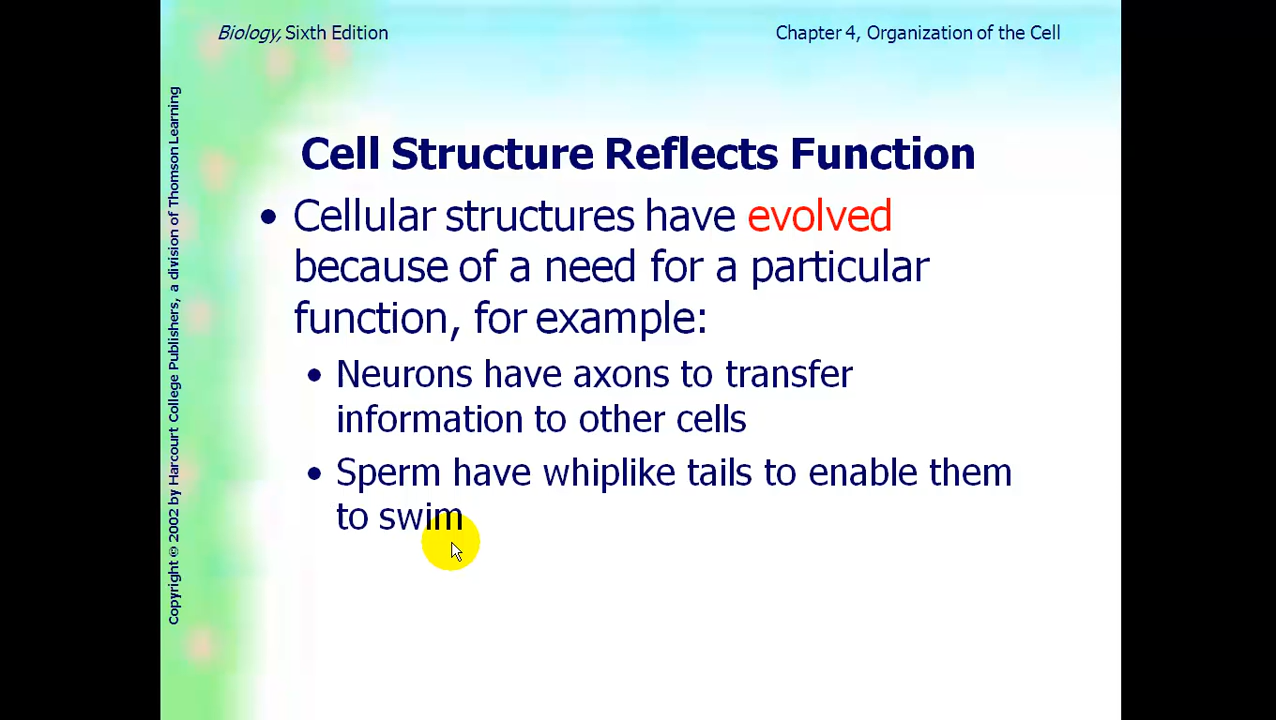 Biology, Sixth Edition
Chapter 4, Organization of the Cell
Copyright © 2002 by Harcourt College Publishers, a division of Thomson Learning
Cell Structure Reflects Function
• Cellular structures have evolved
because of a need for a particular
function, for example:
• Neurons have axons to transfer
information to other cells
• Sperm have whiplike tails to enable them
to swim